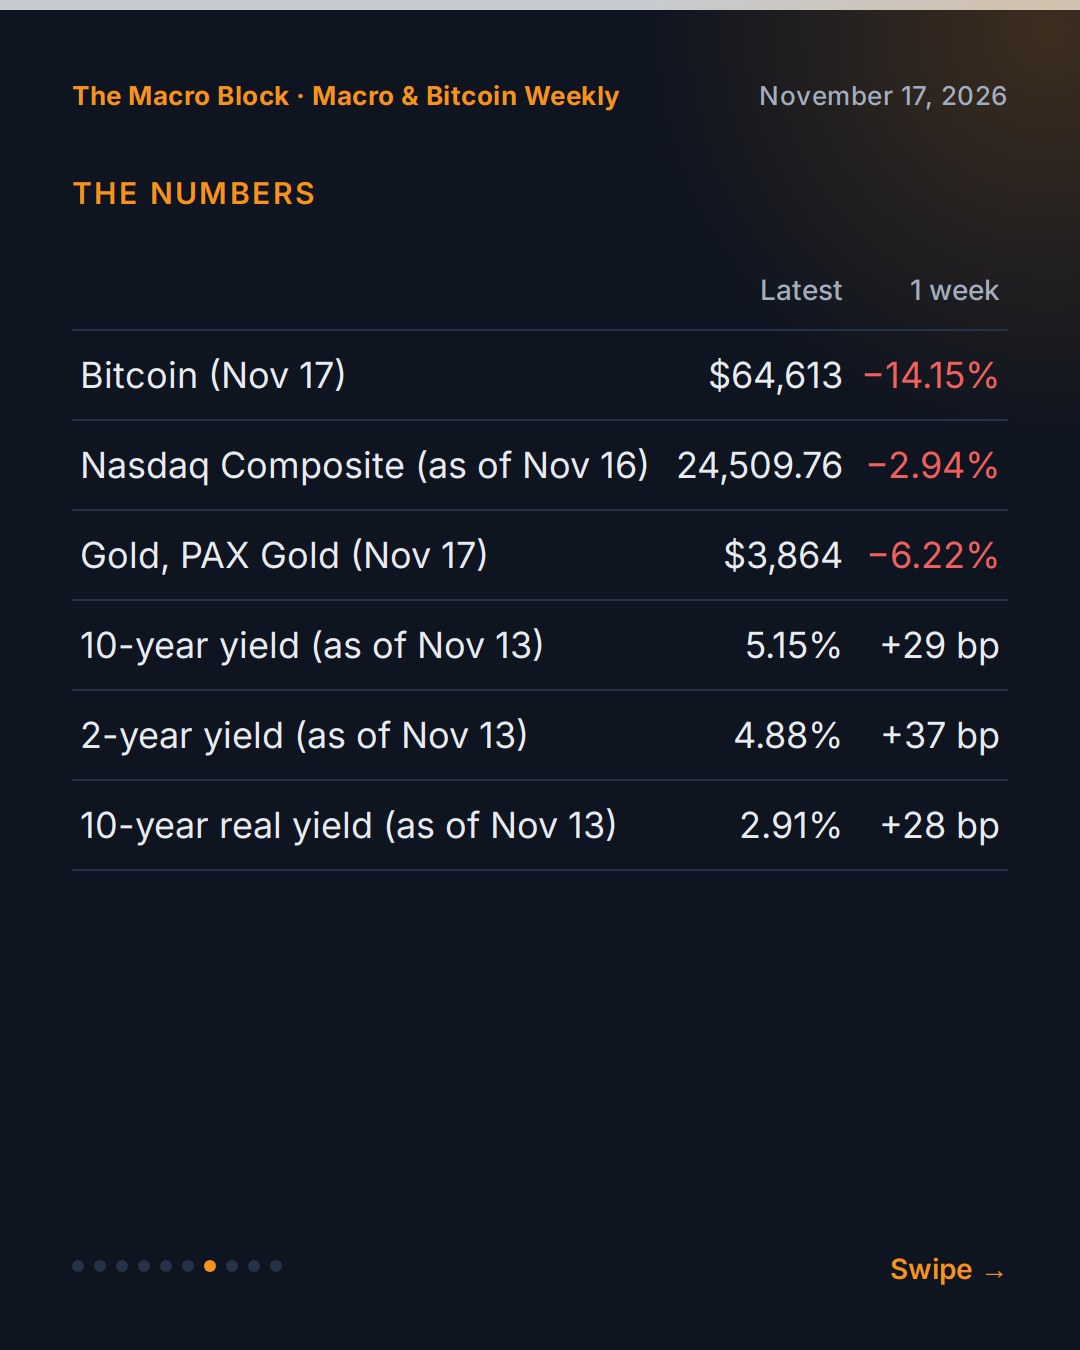 The Macro Block · Macro & Bitcoin Weekly November 17, 2026
THE NUMBERS
Latest 1 week
Bitcoin (Nov 17) $64,613 −14.15%
Nasdaq Composite (as of Nov 16) 24,509.76 −2.94%
Gold, PAX Gold (Nov 17) $3,864 −6.22%
10-year yield (as of Nov 13) 5.15% +29 bp
2-year yield (as of Nov 13) 4.88% +37 bp
10-year real yield (as of Nov 13) 2.91% +28 bp
Swipe →